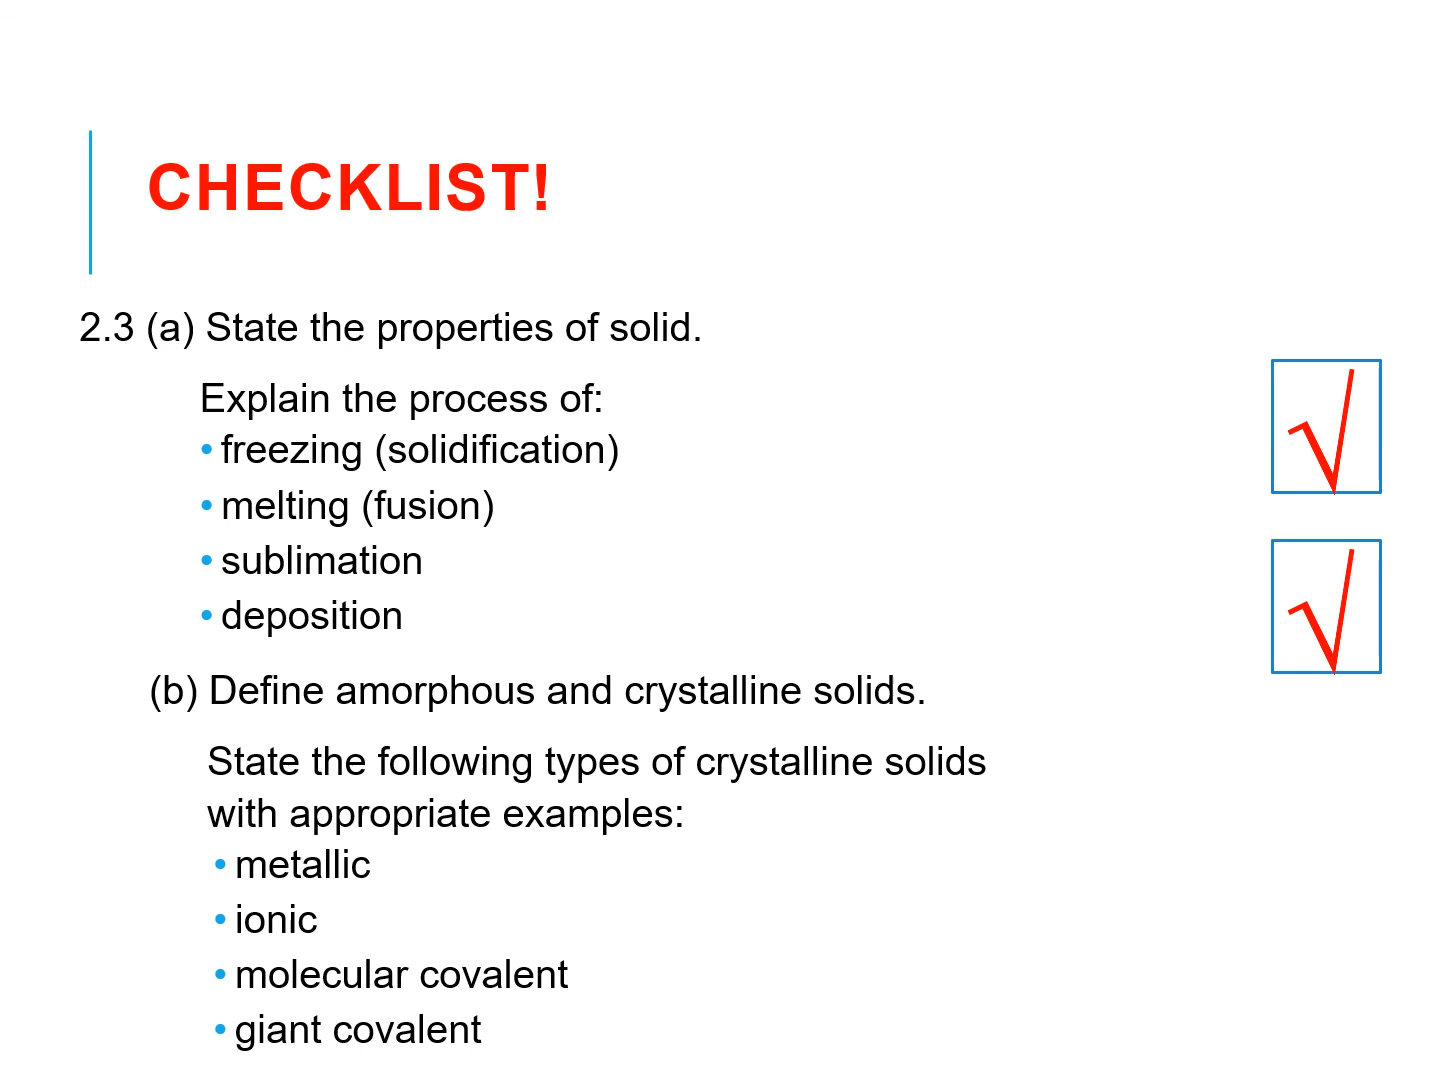 CHECKLIST!
2.3 (a) State the properties of solid.
Explain the process of:
• freezing (solidification)
• melting (fusion)
• sublimation
• deposition
(b) Define amorphous and crystalline solids.
State the following types of crystalline solids
with appropriate examples:
• metallic
• ionic
• molecular covalent
• giant covalent
√
√